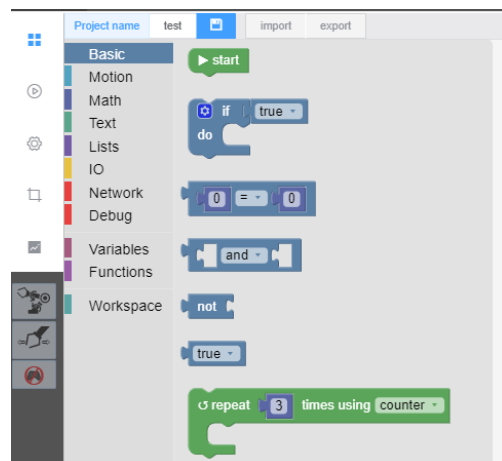 Project name test import export
Basic
Motion
Math
Text
Lists
IO
Network
Debug
Variables
Functions
Workspace
start
if true
do
0 = 0
and
not
true
repeat 3 times using counter